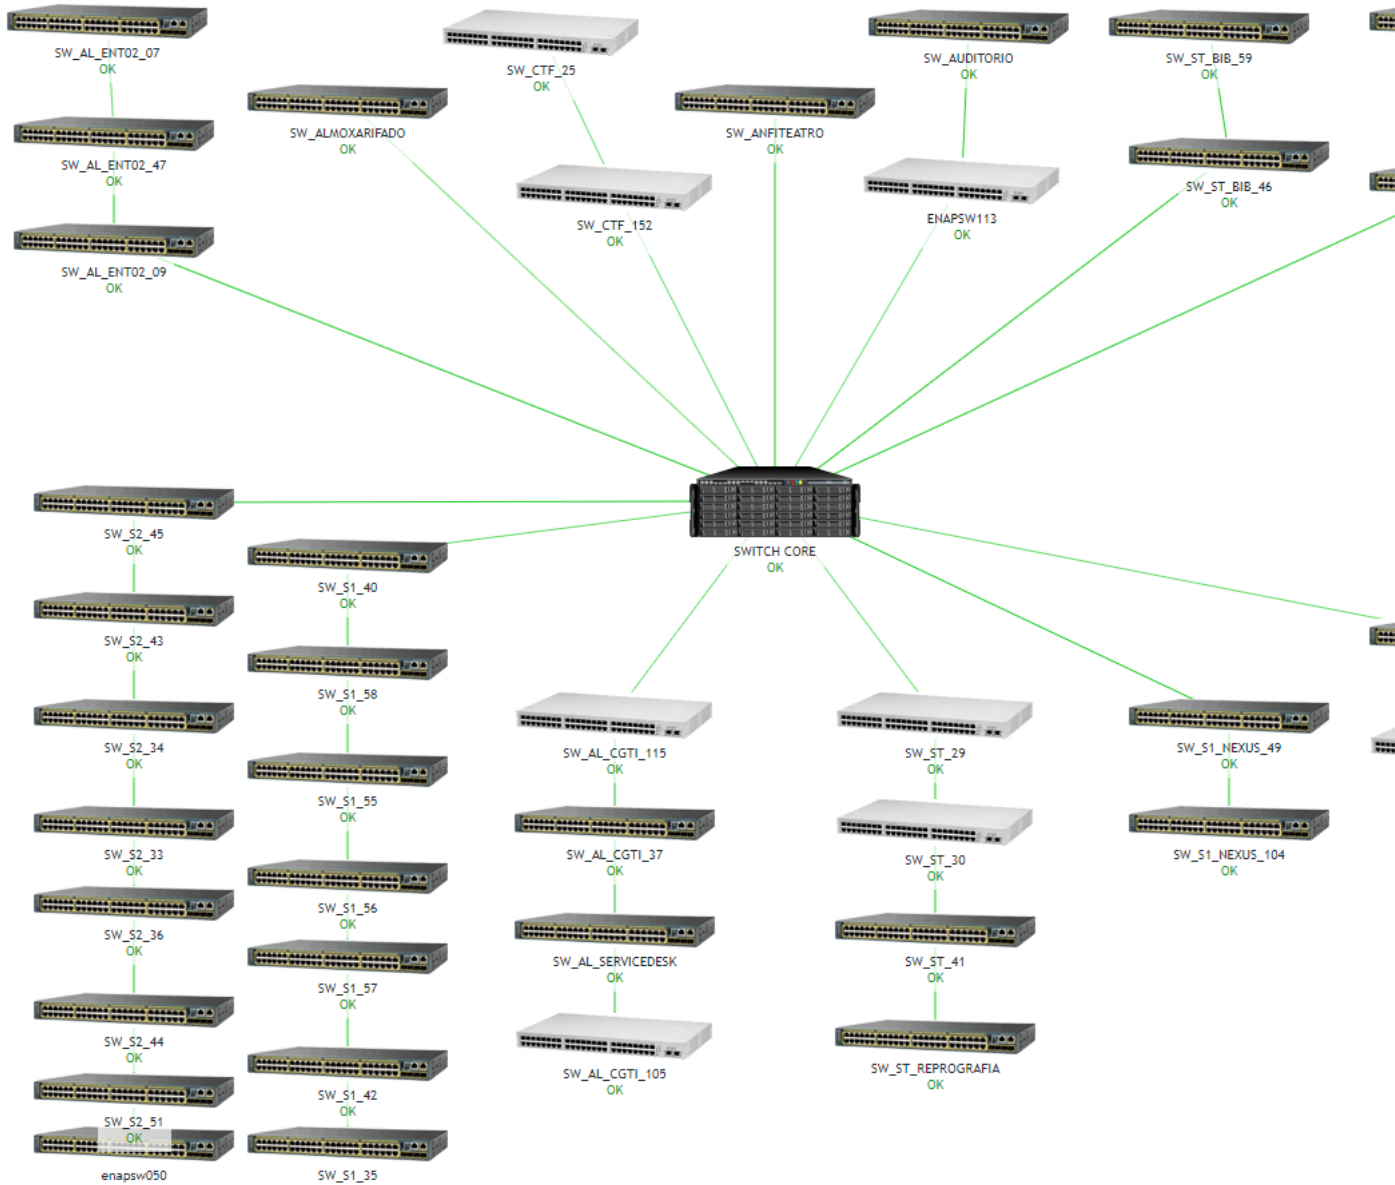 SW_AL_ENT02_07
OK
SW_CTF_25
OK
SW_AUDITORIO
OK
SW_ST_BIB_59
OK
SW_ALMOXARIFADO
OK
SW_ANFITEATRO
OK
SW_AL_ENT02_47
OK
SW_CTF_152
OK
ENAPSW113
OK
SW_ST_BIB_46
OK
SW_AL_ENT02_09
OK
SWITCH CORE
OK
SW_S2_45
OK
SW_S1_40
OK
SW_S2_43
OK
SW_S1_58
OK
SW_S2_34
OK
SW_AL_CGTI_115
OK
SW_ST_29
OK
SW_S1_NEXUS_49
OK
SW_S1_55
OK
SW_S2_33
OK
SW_AL_CGTI_37
OK
SW_ST_30
OK
SW_S1_NEXUS_104
OK
SW_S1_56
OK
SW_S2_36
OK
SW_AL_SERVICEDESK
OK
SW_ST_41
OK
SW_S1_57
OK
SW_S2_44
OK
SW_AL_CGTI_105
OK
SW_ST_REPROGRAFIA
OK
SW_S1_42
OK
SW_S2_51
OK
enapsw050
SW_S1_35